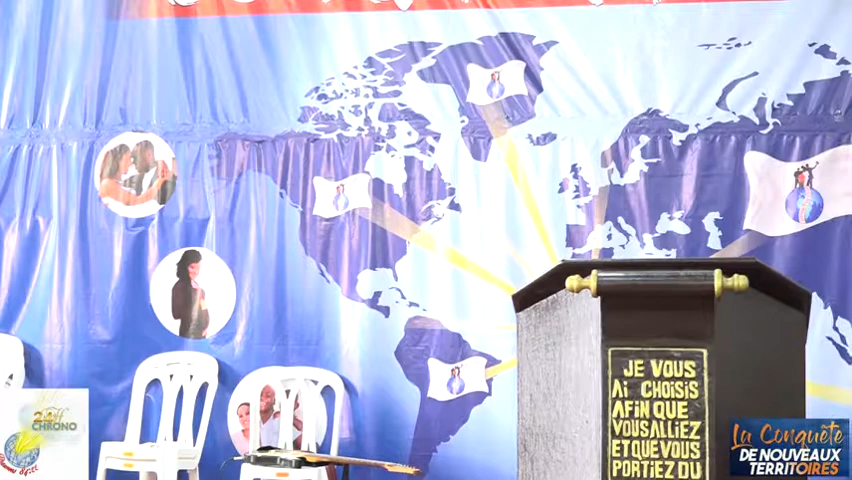 JE VOUS
AI CHOISIS
AFIN QUE
VOUS ALLIEZ
ET QUE VOUS
PORTIEZ DU
24H
CHRONO
La Conquête
DE NOUVEAUX
TERRITOIRES